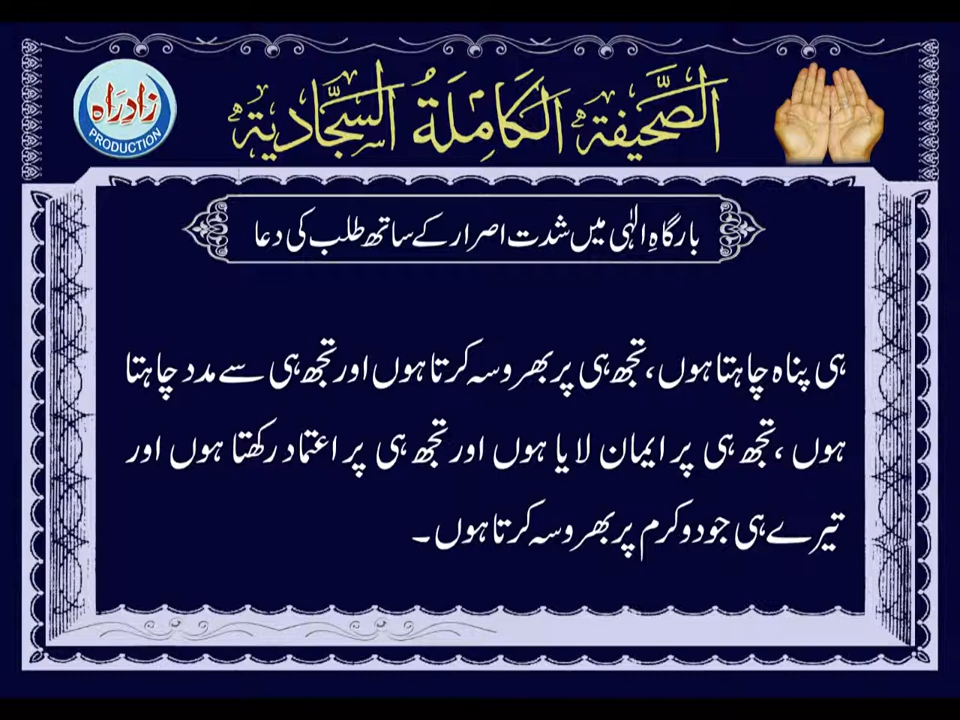 زادِراہ
PRODUCTION
الصَّحِيفَةُ الكَامِلَةُ السَّجَّادِيَّة
بارگاہِ الٰہی میں شدت اصرار کے ساتھ طلب کی دعا
ہی پناہ چاہتا ہوں، تجھ ہی پر بھروسہ کرتا ہوں اور تجھ ہی سے مدد چاہتا
ہوں، تجھ ہی پر ایمان لایا ہوں اور تجھ ہی پر اعتماد رکھتا ہوں اور
تیرے ہی جود و کرم پر بھروسہ کرتا ہوں۔